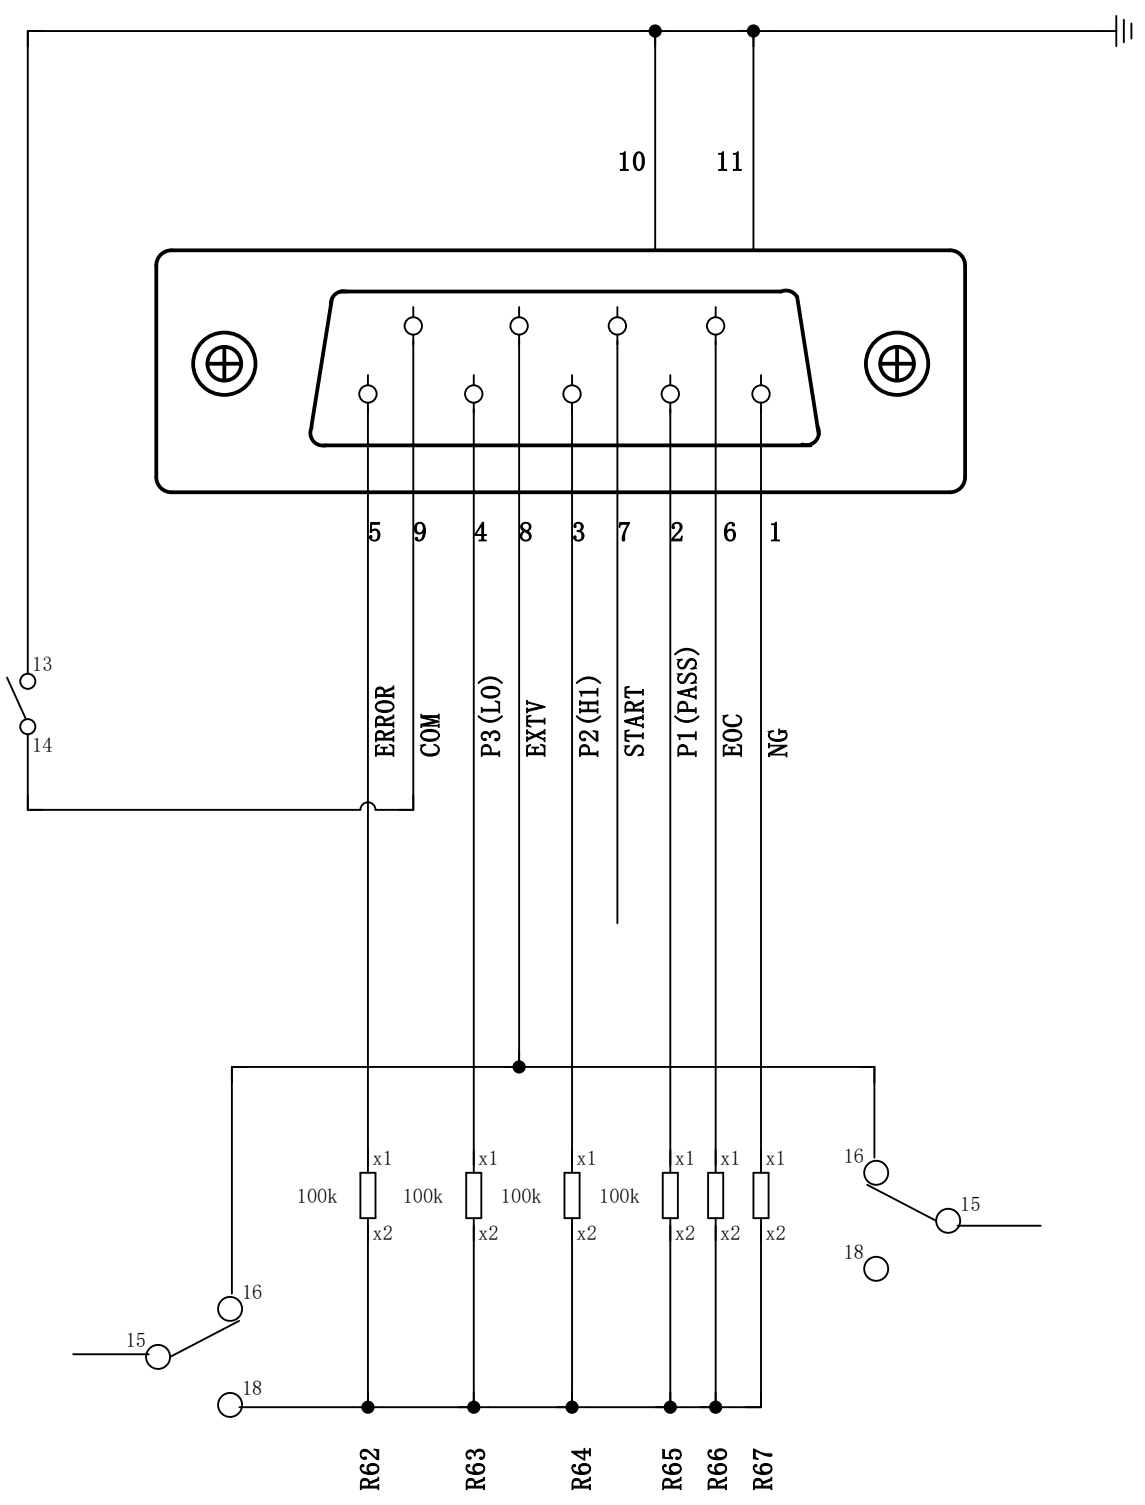 10 11
5 9 4 8 3 7 2 6 1
13
14
ERROR
COM
P3(LO)
EXTV
P2(H1)
START
P1(PASS)
EOC
NG
x1 x1 x1 x1 x1 x1
100k 100k 100k 100k
x2 x2 x2 x2 x2 x2
16
15
18
16
15
18
R62
R63
R64
R65
R66
R67